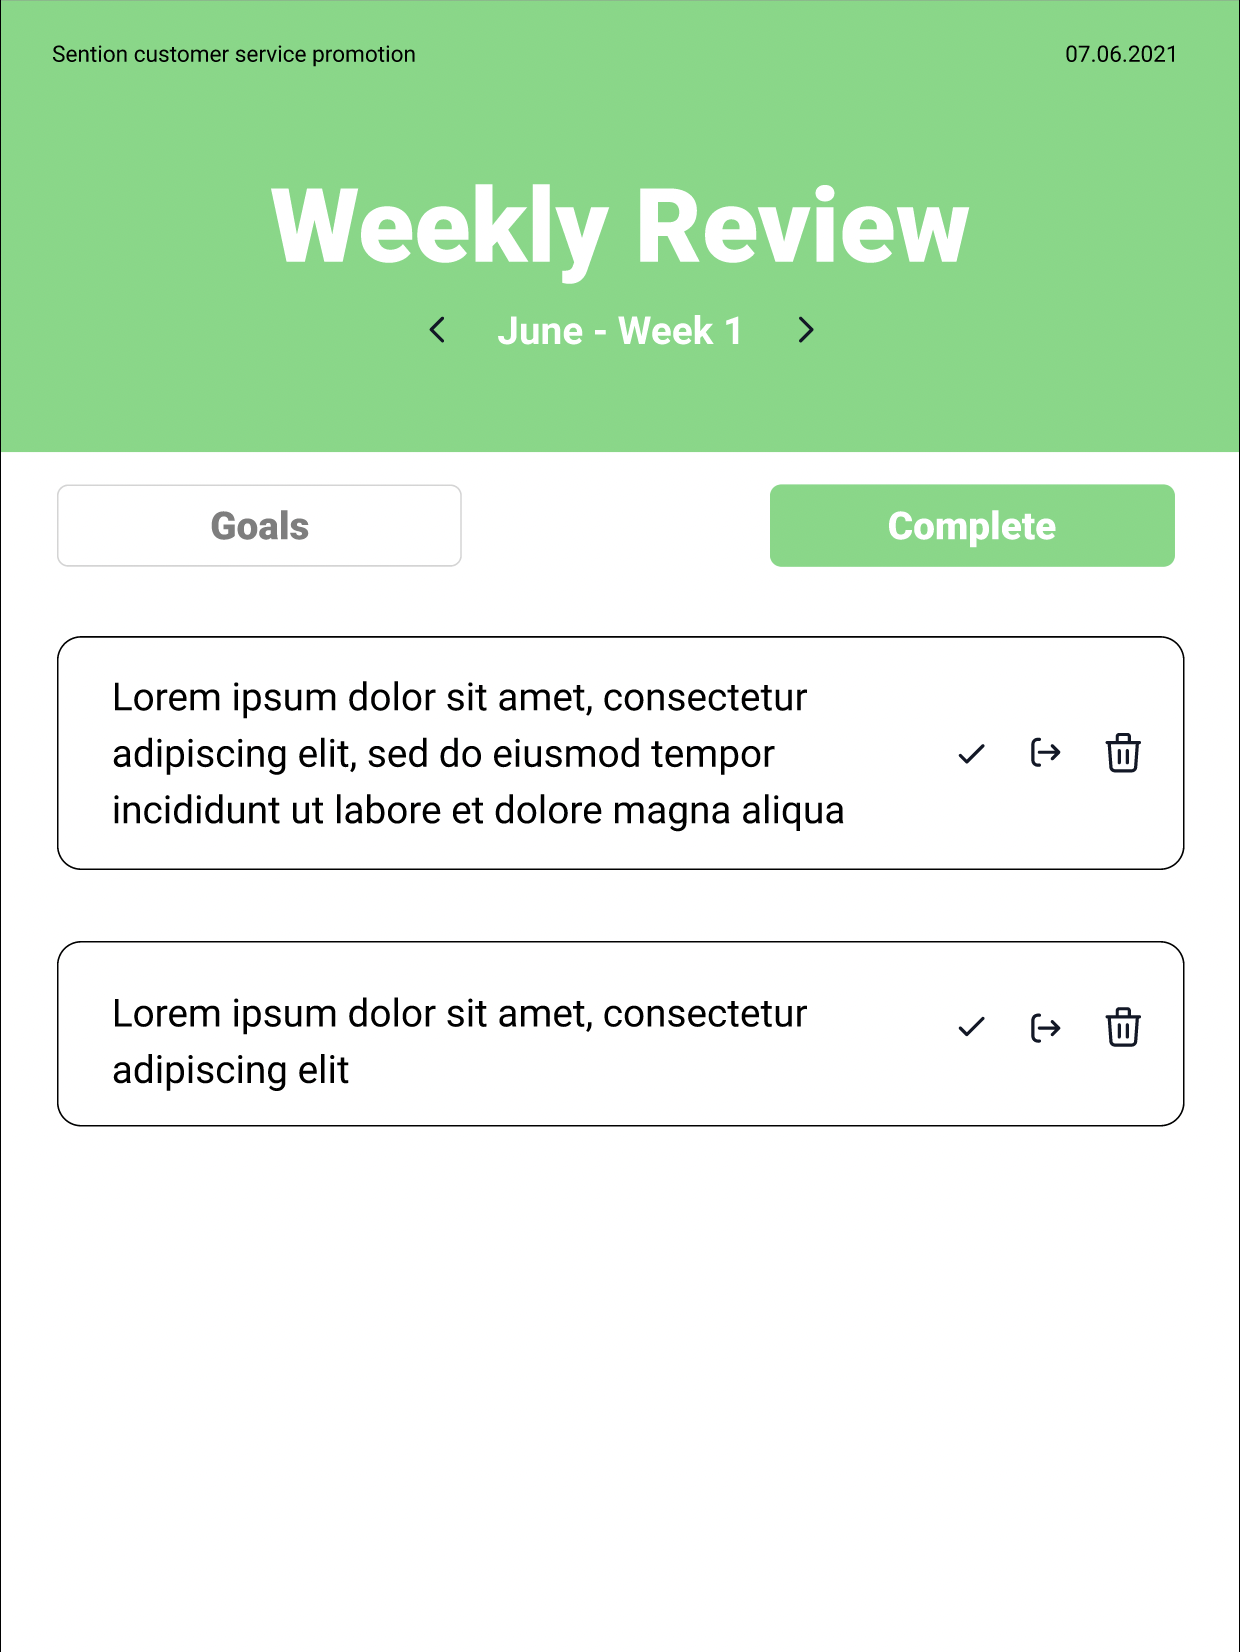 Sention customer service promotion
07.06.2021
Weekly Review
June - Week 1
Goals
Complete
Lorem ipsum dolor sit amet, consectetur
adipiscing elit, sed do eiusmod tempor
incididunt ut labore et dolore magna aliqua
Lorem ipsum dolor sit amet, consectetur
adipiscing elit